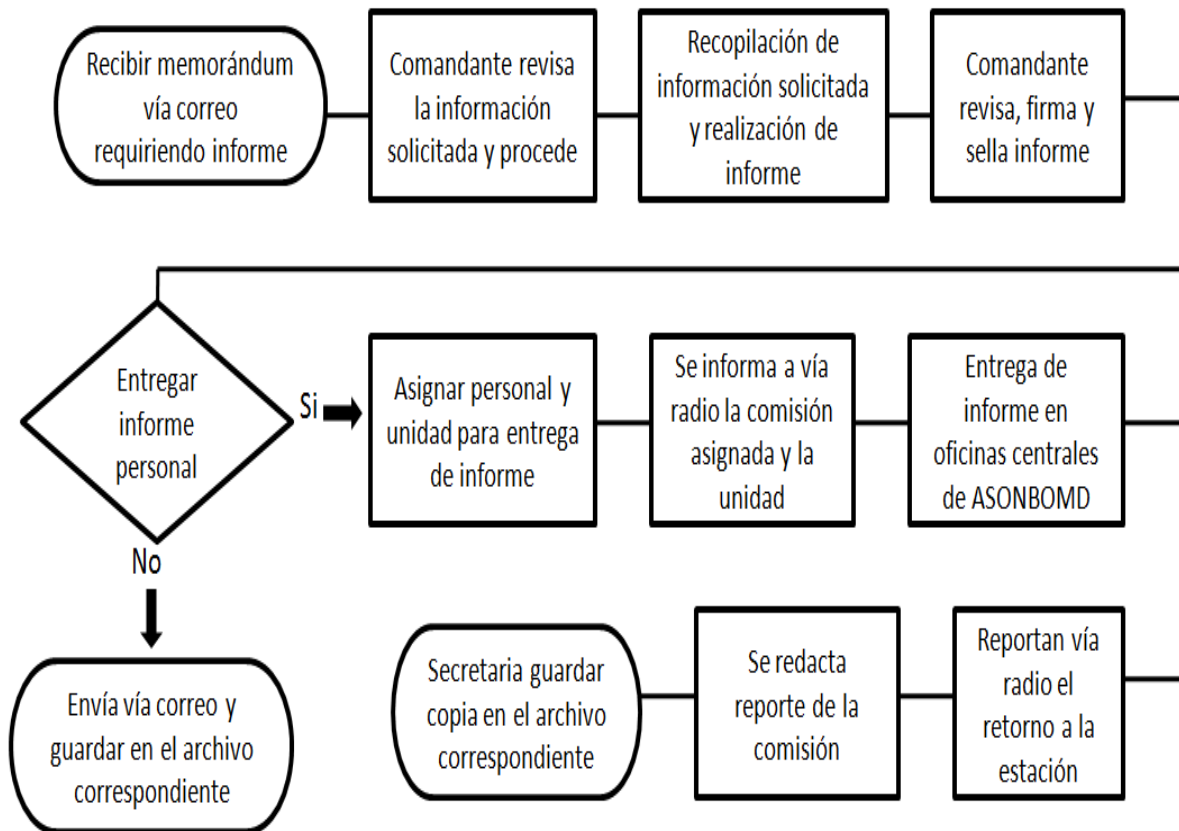 Recibir memorándum
vía correo
requiriendo informe
Comandante revisa
la información
solicitada y procede
Recopilación de
información solicitada
y realización de
informe
Comandante
revisa, firma y
sella informe
Entregar
informe
personal
Si
Asignar personal y
unidad para entrega
de informe
Se informa a vía
radio la comisión
asignada y la
unidad
Entrega de
informe en
oficinas centrales
de ASONBOMD
No
Envía vía correo y
guardar en el archivo
correspondiente
Secretaria guardar
copia en el archivo
correspondiente
Se redacta
reporte de la
comisión
Reportan vía
radio el
retorno a la
estación